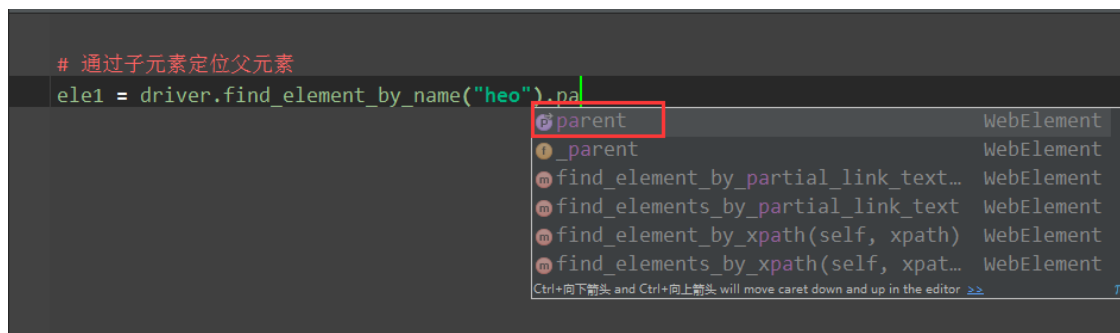 # 通过子元素定位父元素
ele1 = driver.find_element_by_name("heo").pa
parent WebElement
_parent WebElement
find_element_by_partial_link_text… WebElement
find_elements_by_partial_link_text WebElement
find_element_by_xpath(self, xpath) WebElement
find_elements_by_xpath(self, xpat… WebElement
Ctrl+向下箭头 and Ctrl+向上箭头 will move caret down and up in the editor >>